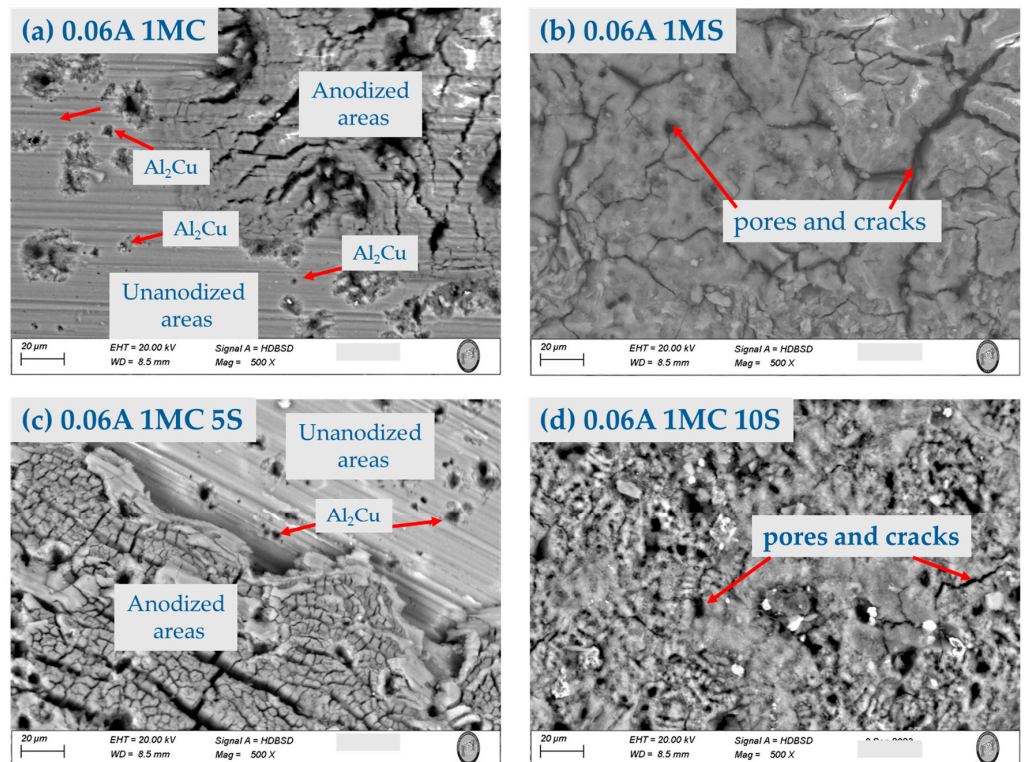 (a) 0.06A 1MC
Anodized
areas
Al₂Cu
Al₂Cu
Al₂Cu
Unanodized
areas
20 µm
EHT = 20.00 kV
Signal A = HDBSD
WD = 8.5 mm
Mag = 500 X
(b) 0.06A 1MS
pores and cracks
20 µm
EHT = 20.00 kV
Signal A = HDBSD
WD = 8.5 mm
Mag = 500 X
(c) 0.06A 1MC 5S
Unanodized
areas
Al₂Cu
Anodized
areas
20 µm
EHT = 20.00 kV
Signal A = HDBSD
WD = 8.5 mm
Mag = 500 X
(d) 0.06A 1MC 10S
pores and cracks
20 µm
EHT = 20.00 kV
Signal A = HDBSD
WD = 8.5 mm
Mag = 500 X